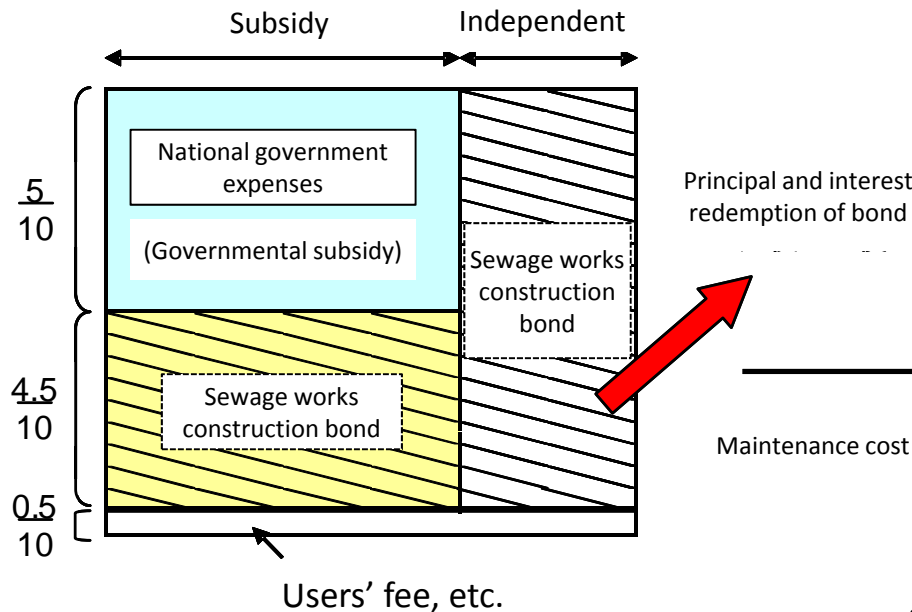 Subsidy
Independent
5
10
National government
expenses
(Governmental subsidy)
Sewage works
construction
bond
Principal and interest
redemption of bond
4.5
10
Sewage works
construction bond
Maintenance cost
0.5
10
Users' fee, etc.